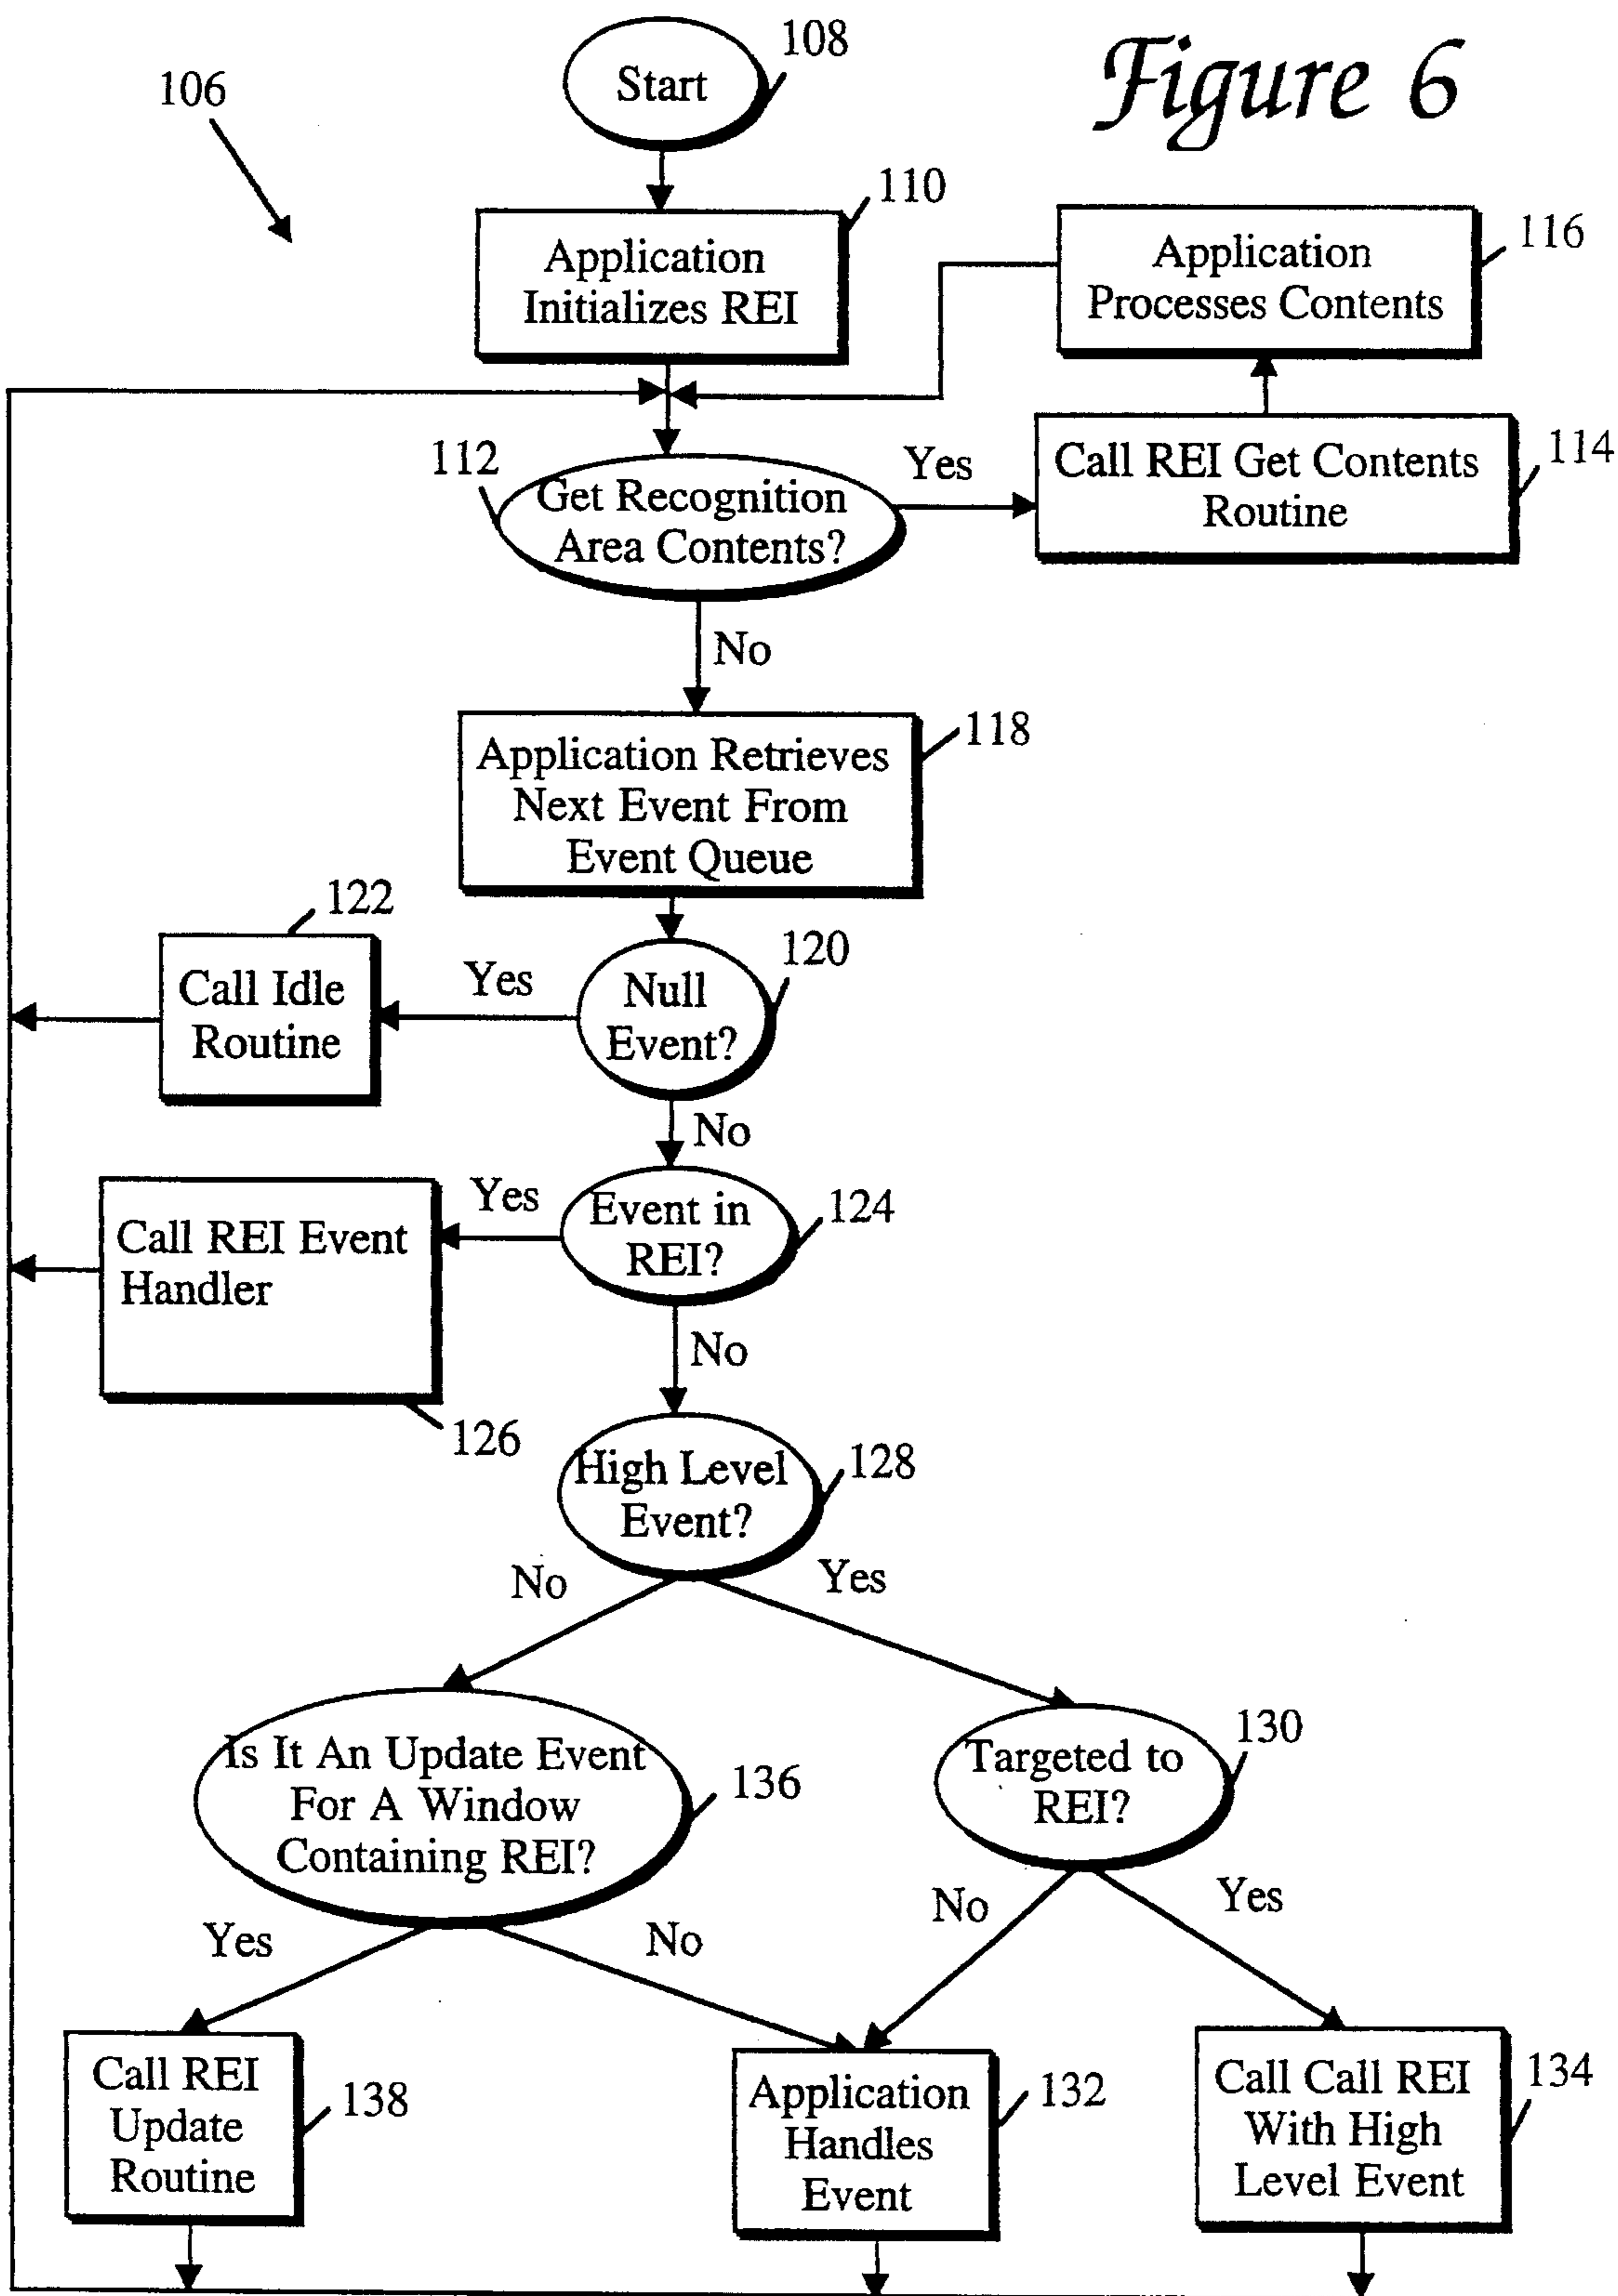 Figure 6
108
Start
106
110
Application
Initializes REI
116
Application
Processes Contents
112
Get Recognition
Area Contents?
Yes
Call REI Get Contents
Routine
114
No
118
Application Retrieves
Next Event From
Event Queue
122
Call Idle
Routine
Yes
120
Null
Event?
No
Call REI Event
Handler
126
Yes
Event in
REI?
124
No
High Level
Event?
128
No
Yes
Is It An Update Event
For A Window
Containing REI?
136
Targeted to
REI?
130
Yes
No
No
Yes
Call REI
Update
Routine
138
Application
Handles
Event
132
Call Call REI
With High
Level Event
134